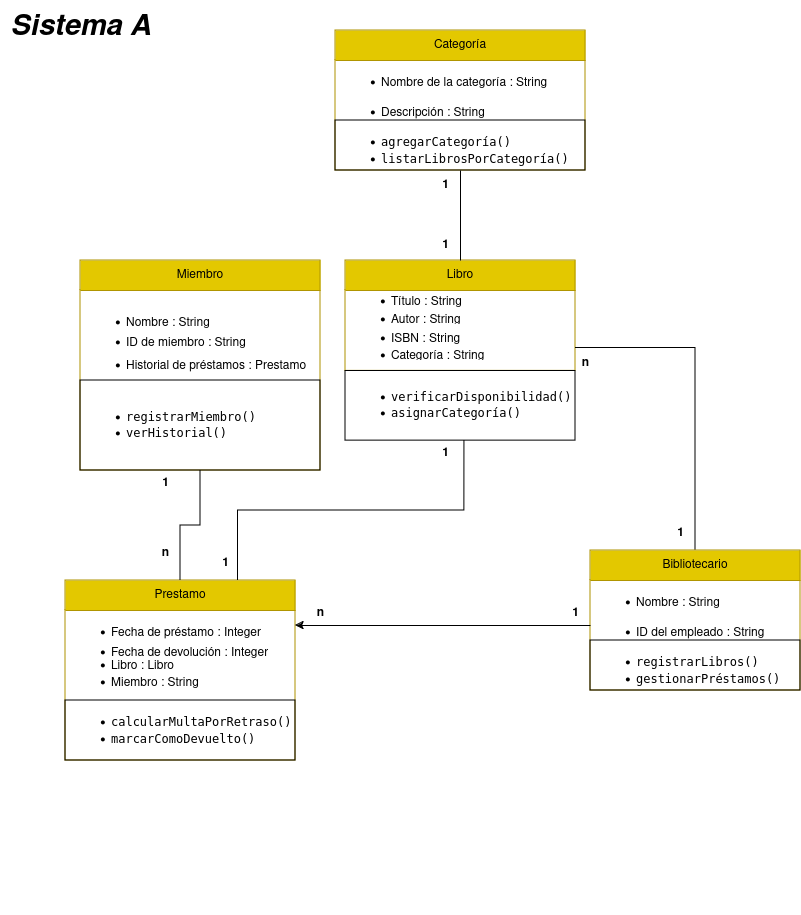 Sistema A
Categoría
Nombre de la categoría : String
Descripción : String
agregarCategoría()
listarLibrosPorCategoría()
1
1
Miembro
Nombre : String
ID de miembro : String
Historial de préstamos : Prestamo
registrarMiembro()
verHistorial()
Libro
Título : String
Autor : String
ISBN : String
Categoría : String
verificarDisponibilidad()
asignarCategoría()
n
1
1
n
1
1
Prestamo
Fecha de préstamo : Integer
Fecha de devolución : Integer
Libro : Libro
Miembro : String
calcularMultaPorRetraso()
marcarComoDevuelto()
n
1
Bibliotecario
Nombre : String
ID del empleado : String
registrarLibros()
gestionarPréstamos()